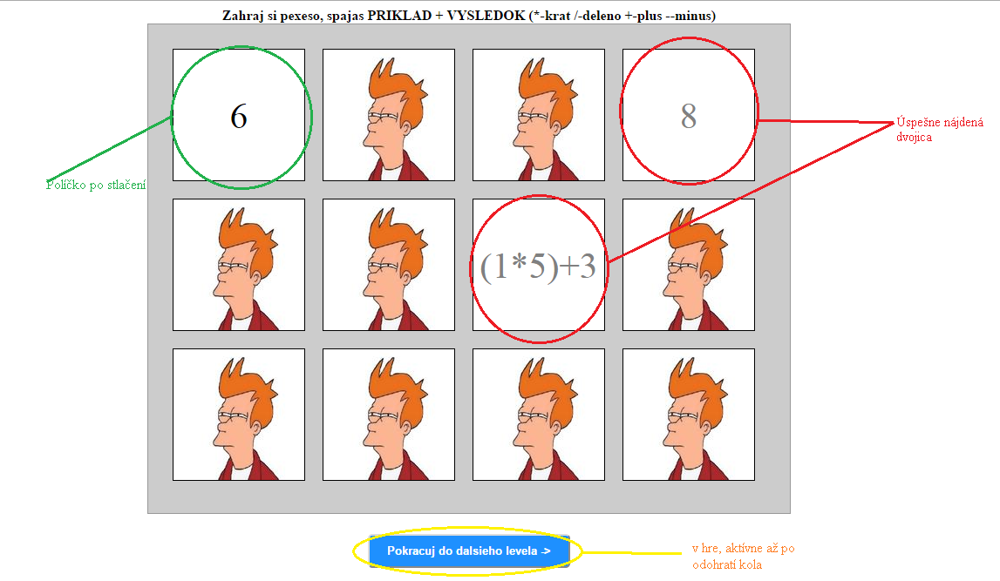 Zahraj si pexeso, spajas PRIKLAD + VYSLEDOK (*-krat /-deleno +-plus --minus)
6
8
Úspešne nájdená
dvojica
Políčko po stlačení
(1*5)+3
Pokracuj do dalsieho levela ->
v hre, aktívne až po
odohratí kola